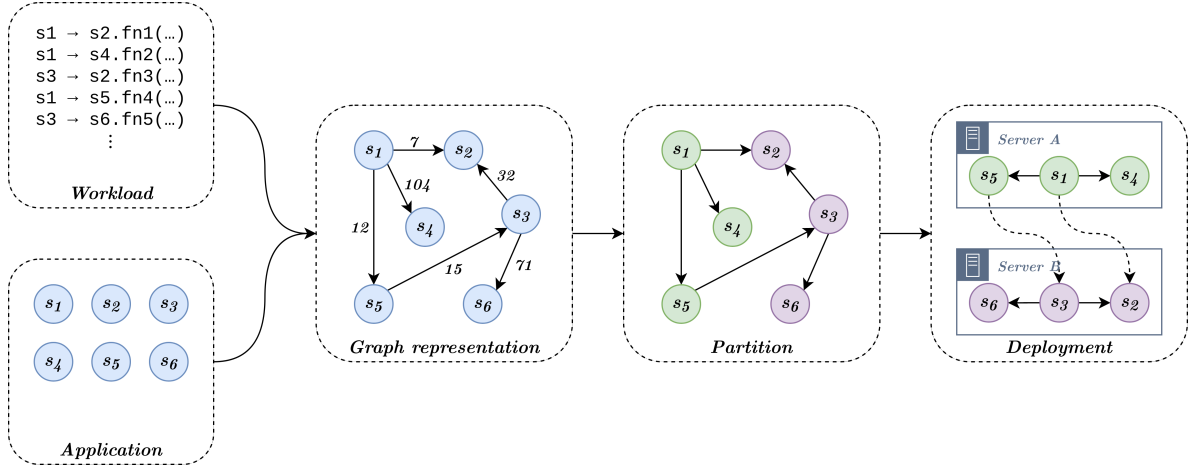 s1 → s2.fn1(…)
s1 → s4.fn2(…)
s3 → s2.fn3(…)
s1 → s5.fn4(…)
s3 → s6.fn5(…)
⋮
Workload
s1 s2 s3
s4 s5 s6
Application
s1 7 s2
104 32
12 s4 s3
15 71
s5 s6
Graph representation
s1 s2
s4 s3
s5 s6
Partition
Server A
s5 s1 s4
Server B
s6 s3 s2
Deployment